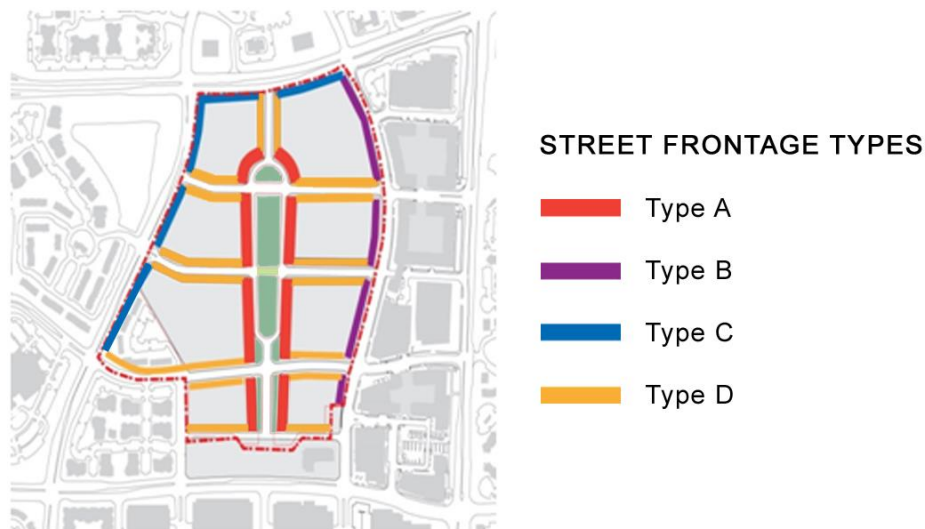 STREET FRONTAGE TYPES
Type A
Type B
Type C
Type D